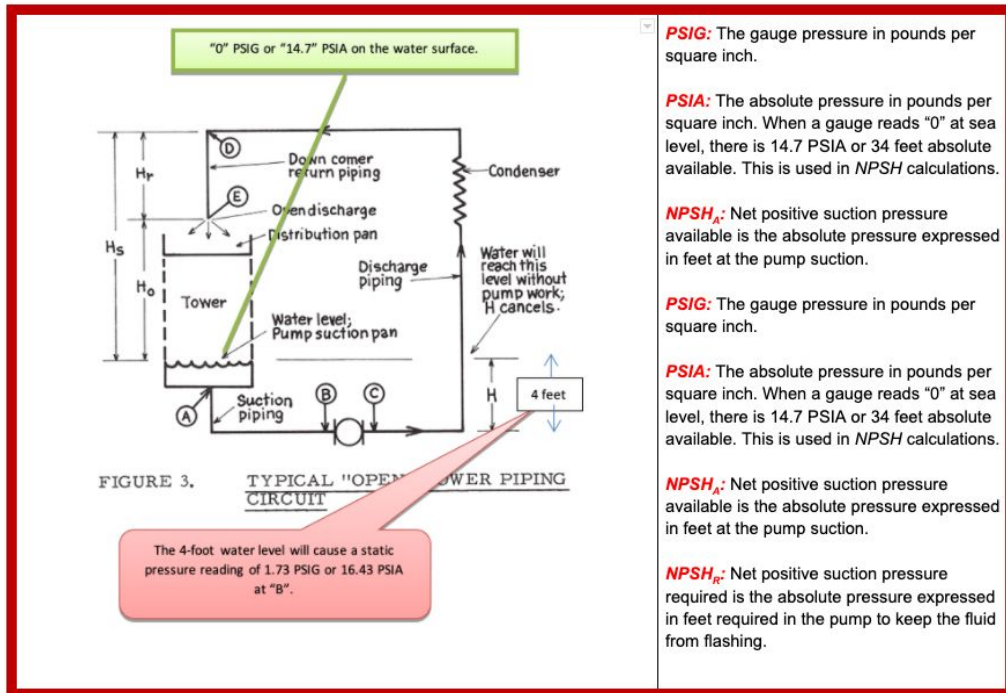 "0" PSIG or "14.7" PSIA on the water surface.
D
Hr
Down comer
return piping
Condenser
E
Open discharge
Distribution pan
Hs
Ho
Tower
Discharge
piping
Water will
reach this
level without
pump work;
H cancels.
Water level;
Pump suction pan
A
Suction
piping
B
C
H
4 feet
FIGURE 3.
TYPICAL "OPEN
OWER PIPING
CIRCUIT
The 4-foot water level will cause a static
pressure reading of 1.73 PSIG or 16.43 PSIA
at "B".
PSIG: The gauge pressure in pounds per
square inch.
PSIA: The absolute pressure in pounds per
square inch. When a gauge reads "0" at sea
level, there is 14.7 PSIA or 34 feet absolute
available. This is used in NPSH calculations.
NPSHA: Net positive suction pressure
available is the absolute pressure expressed
in feet at the pump suction.
PSIG: The gauge pressure in pounds per
square inch.
PSIA: The absolute pressure in pounds per
square inch. When a gauge reads "0" at sea
level, there is 14.7 PSIA or 34 feet absolute
available. This is used in NPSH calculations.
NPSHA: Net positive suction pressure
available is the absolute pressure expressed
in feet at the pump suction.
NPSHR: Net positive suction pressure
required is the absolute pressure expressed
in feet required in the pump to keep the fluid
from flashing.